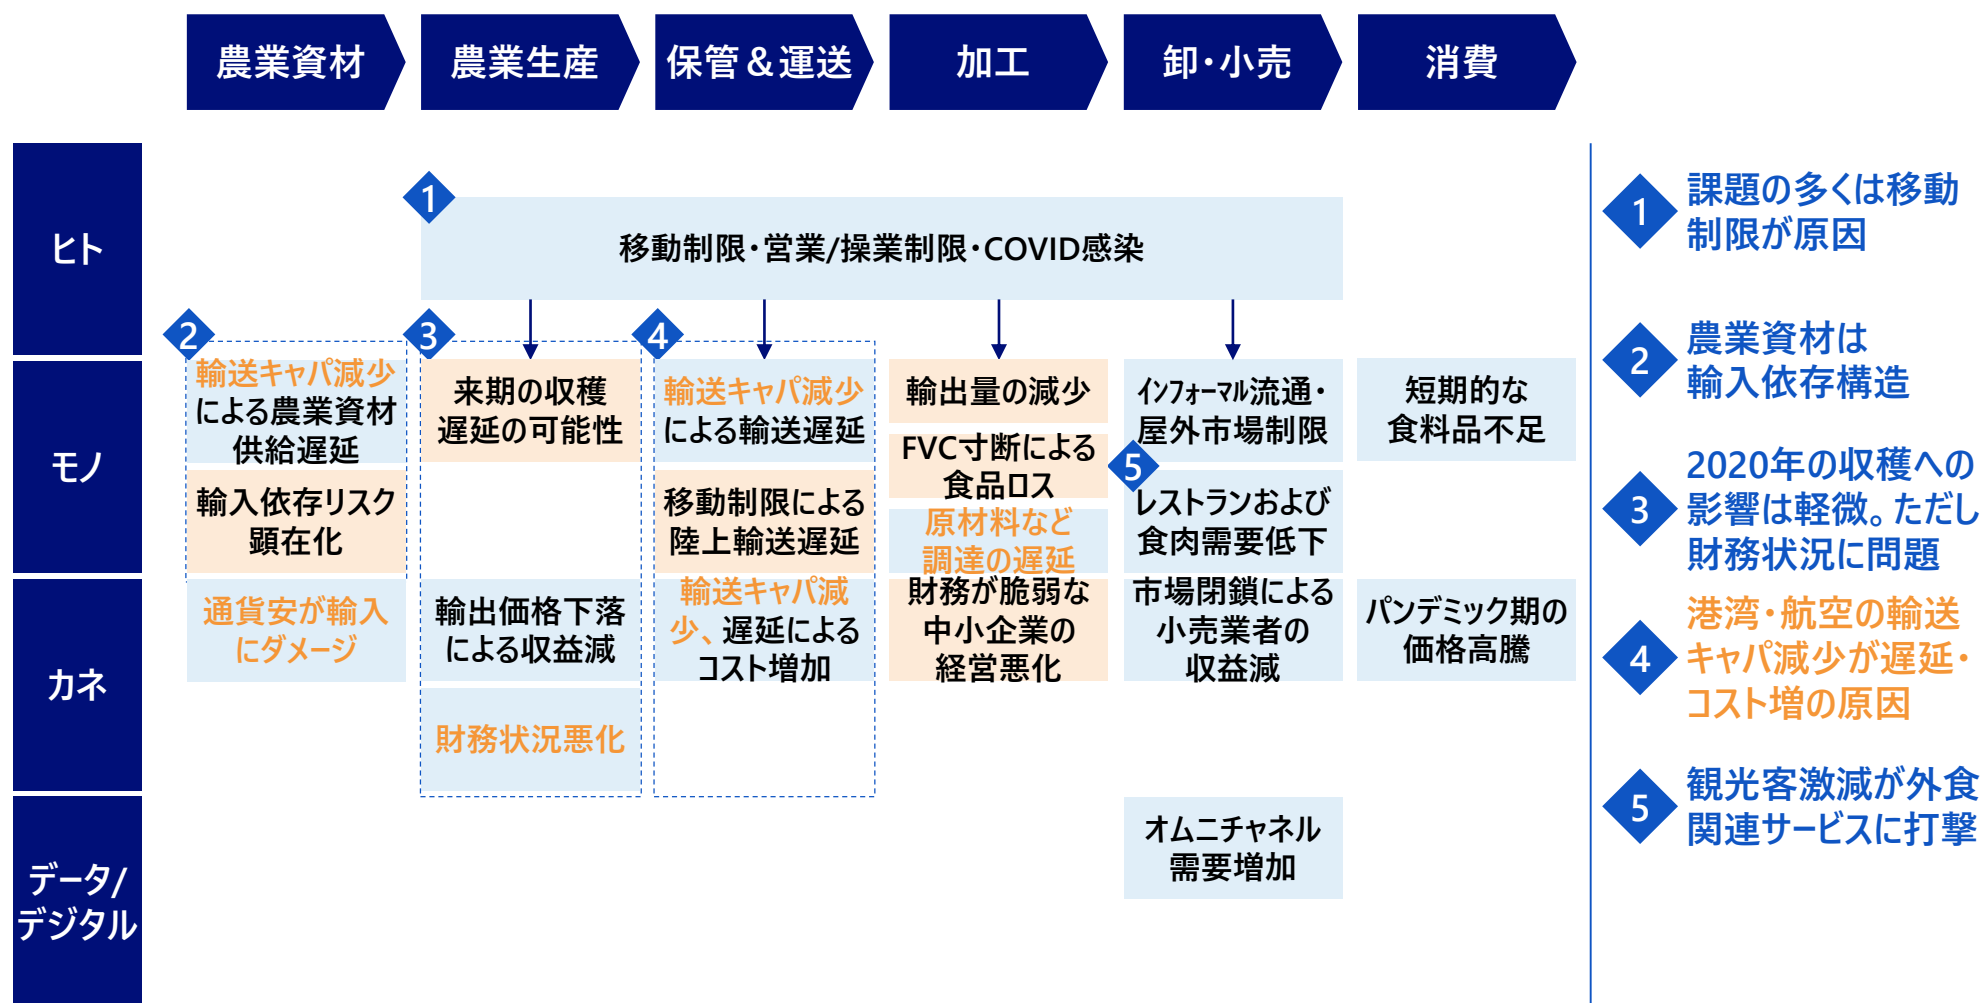 農業資材
農業生産
保管＆運送
加工
卸・小売
消費
ヒト
1
移動制限・営業/操業制限・COVID感染
モノ
2
輸送キャパ減少
による農業資材
供給遅延
輸入依存リスク
顕在化
3
来期の収穫
遅延の可能性
4
輸送キャパ減少
による輸送遅延
移動制限による
陸上輸送遅延
輸出量の減少
FVC寸断による
食品ロス
原材料など
調達の遅延
インフォーマル流通・
屋外市場制限
5
レストランおよび
食肉需要低下
短期的な
食料品不足
カネ
通貨安が輸入
にダメージ
輸出価格下落
による収益減
財務状況悪化
輸送キャパ減
少、遅延による
コスト増加
財務が脆弱な
中小企業の
経営悪化
市場閉鎖による
小売業者の
収益減
パンデミック期の
価格高騰
データ/
デジタル
オムニチャネル
需要増加
1
課題の多くは移動
制限が原因
2
農業資材は
輸入依存構造
3
2020年の収穫への
影響は軽微。ただし
財務状況に問題
4
港湾・航空の輸送
キャパ減少が遅延・
コスト増の原因
5
観光客激減が外食
関連サービスに打撃